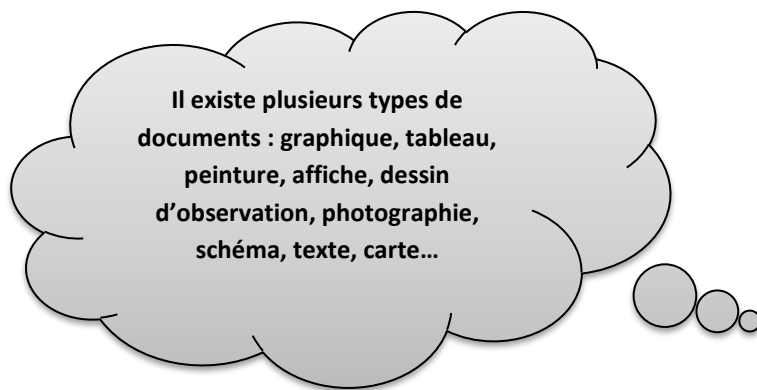 Il existe plusieurs types de
documents : graphique, tableau,
peinture, affiche, dessin
d’observation, photographie,
schéma, texte, carte…